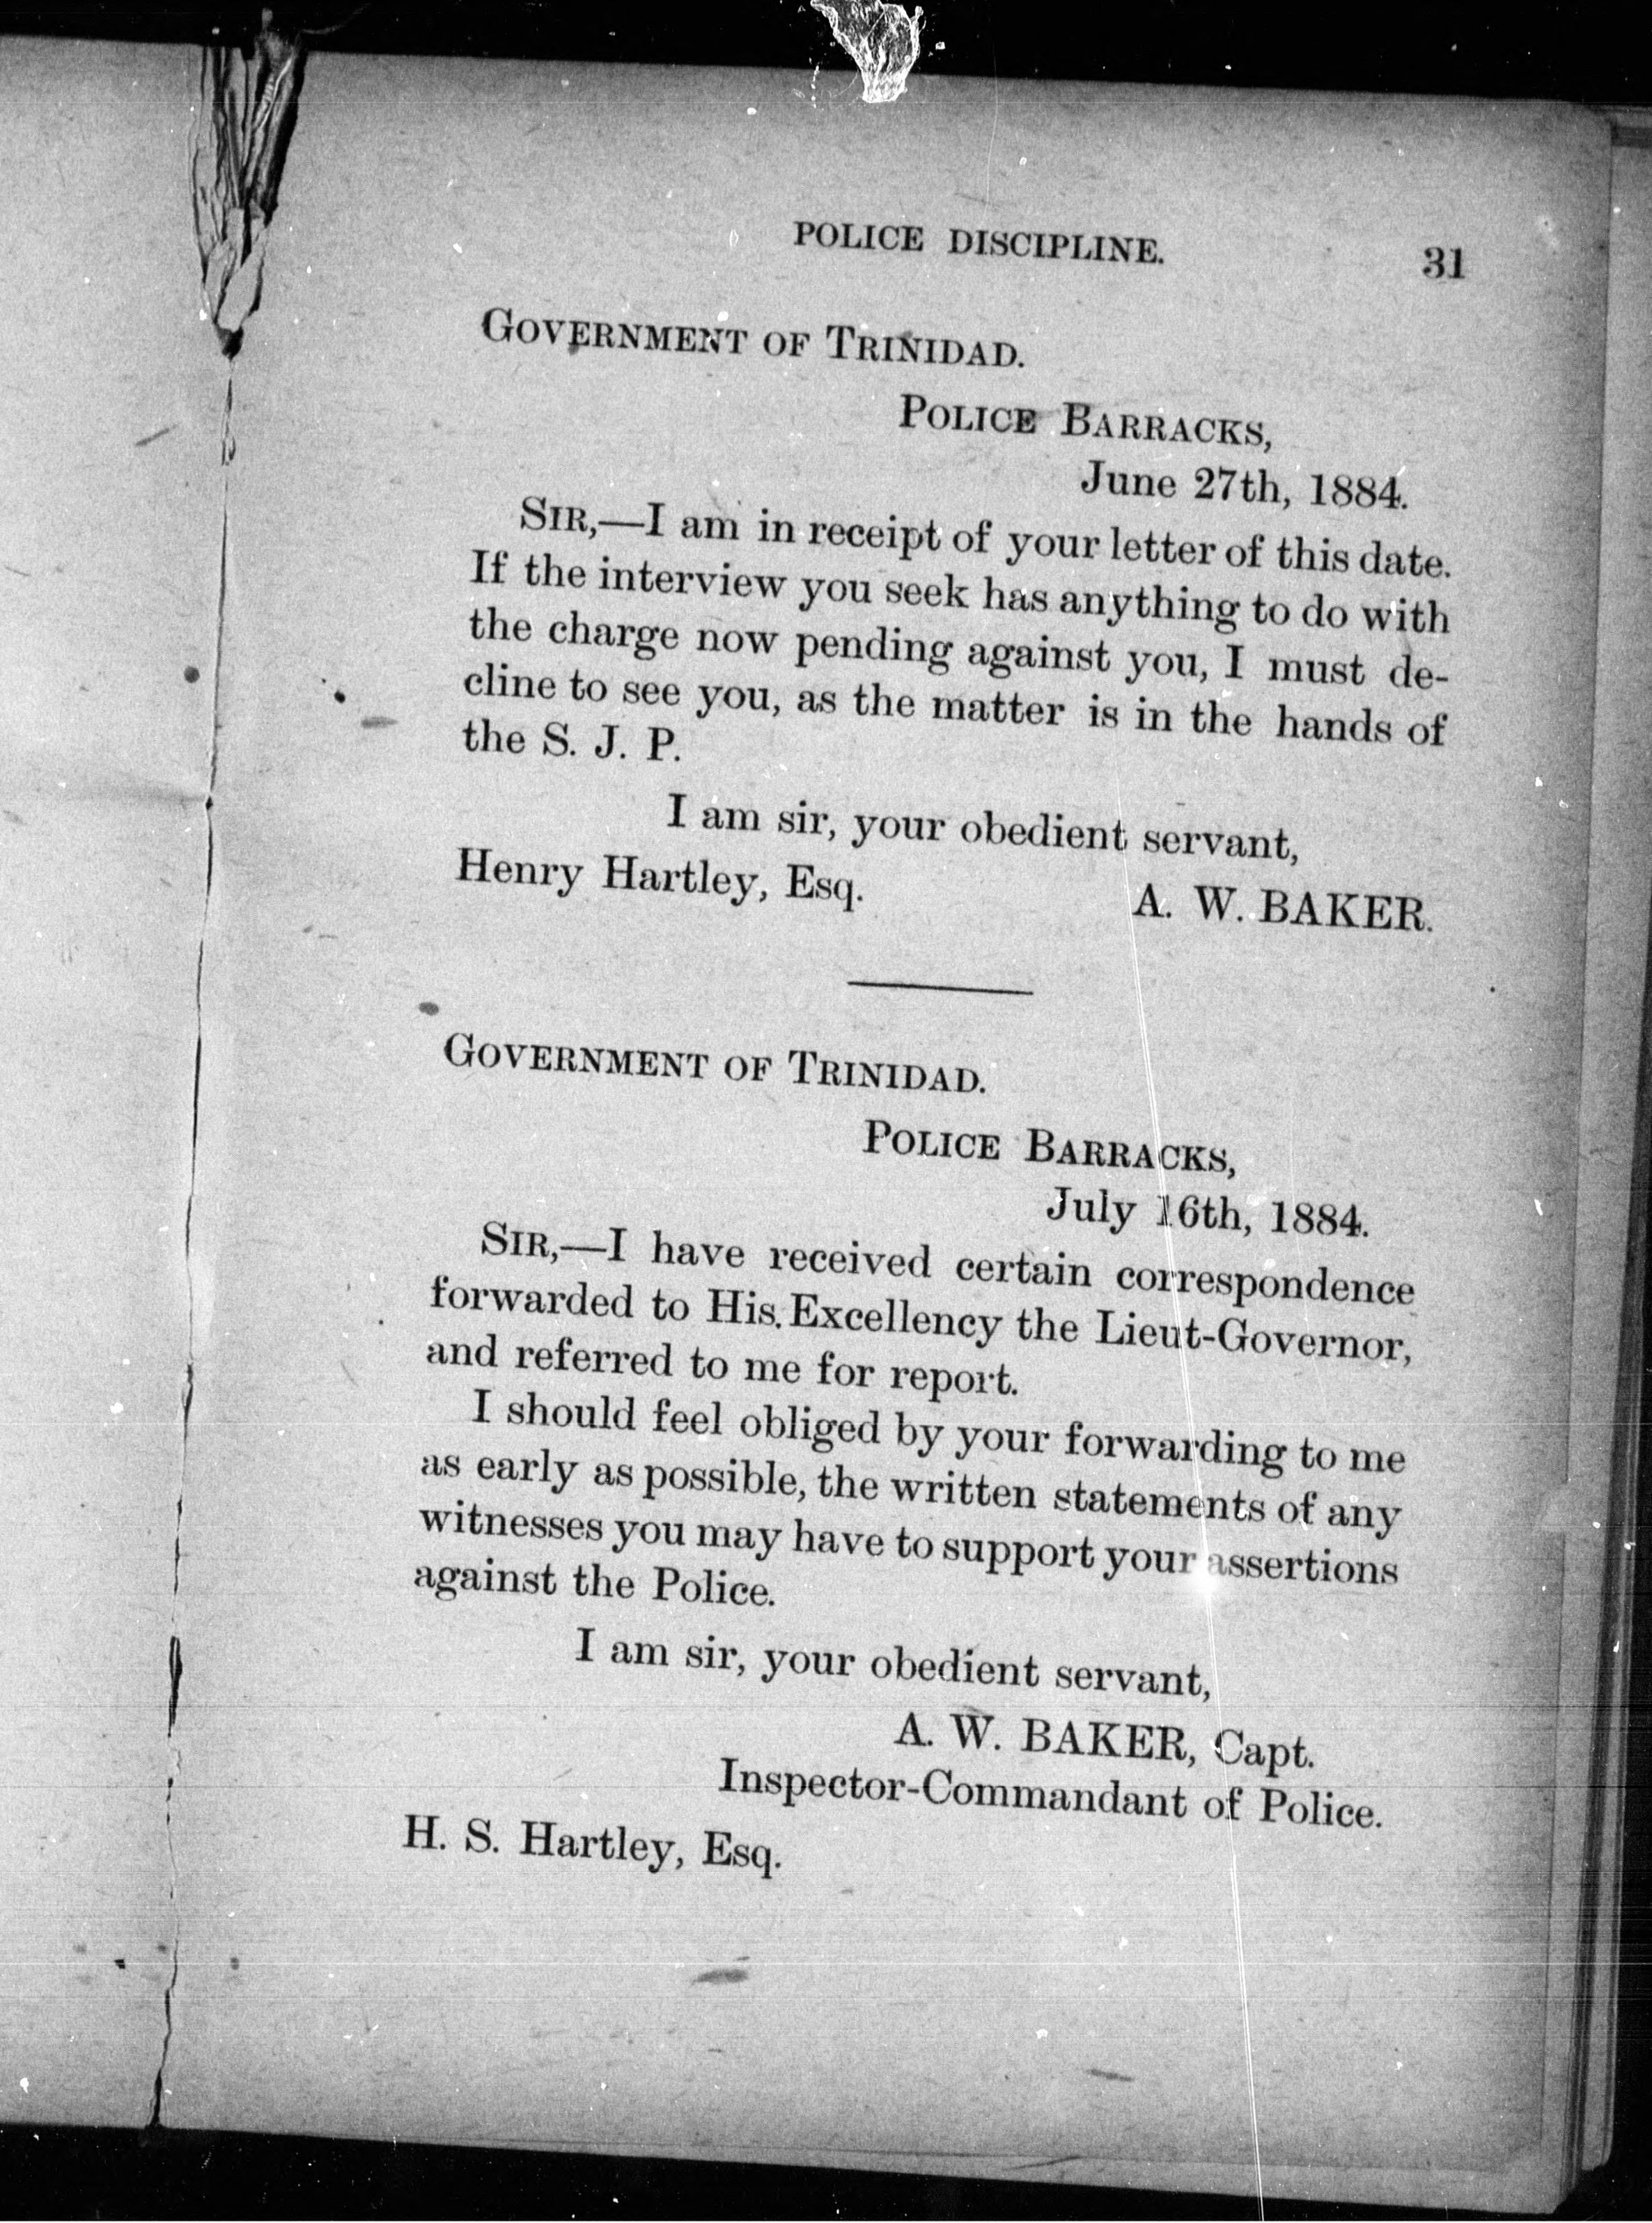 POLICE DISCIPLINE. 31
GOVERNMENT OF TRINIDAD.
POLICE BARRACKS,
June 27th, 1884.
SIR,—I am in receipt of your letter of this date.
If the interview you seek has anything to do with
the charge now pending against you, I must de-
cline to see you, as the matter is in the hands of
the S. J. P.
I am sir, your obedient servant,
Henry Hartley, Esq. A. W. BAKER.
GOVERNMENT OF TRINIDAD.
POLICE BARRACKS,
July 16th, 1884.
SIR,—I have received certain correspondence
forwarded to His Excellency the Lieut-Governor,
and referred to me for report.
I should feel obliged by your forwarding to me
as early as possible, the written statements of any
witnesses you may have to support your assertions
against the Police.
I am sir, your obedient servant,
A. W. BAKER, Capt.
Inspector-Commandant of Police.
H. S. Hartley, Esq.